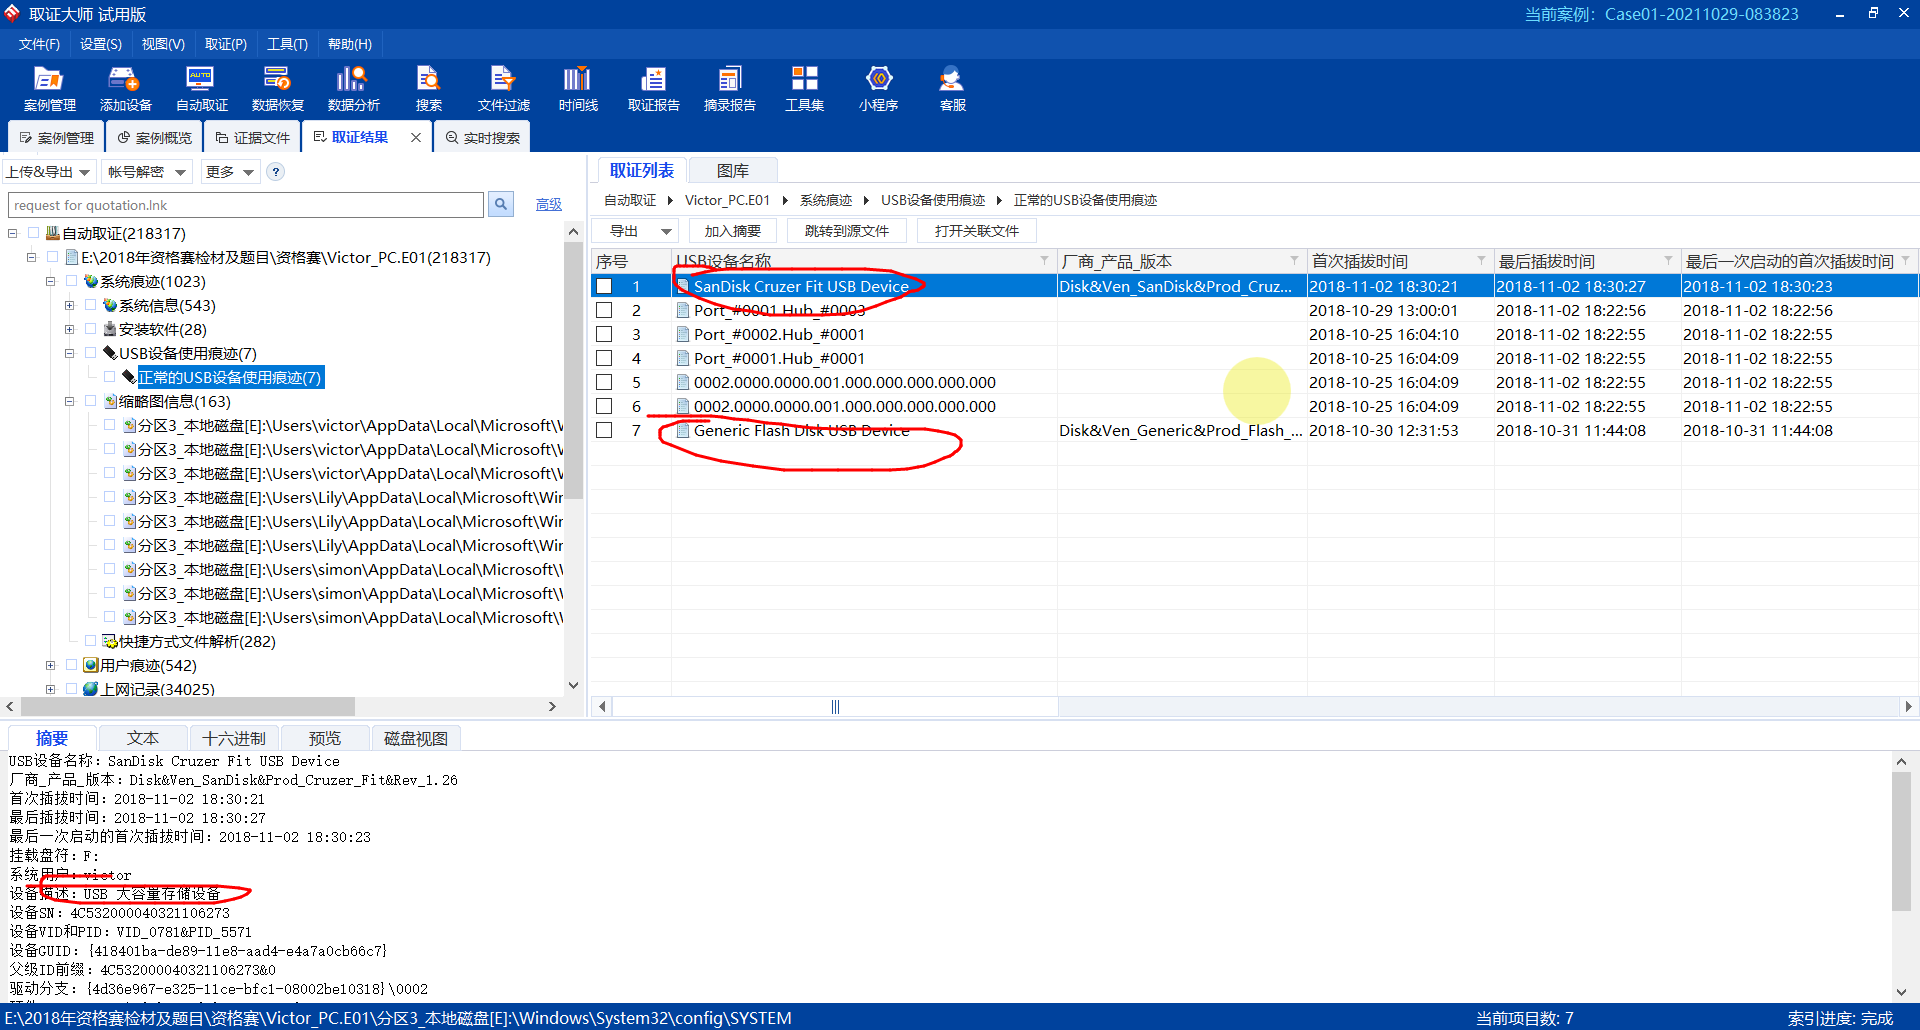 取证大师 试用版
当前案例： Case01-20211029-083823
文件(F) 设置(S) 视图(V) 取证(P) 工具(T) 帮助(H)
案例管理 添加设备 自动取证 数据恢复 数据分析 搜索 文件过滤 时间线 取证报告 摘录报告 工具集 小程序 客服
案例管理 案例概览 证据文件 取证结果 实时搜索
上传&导出 帐号解密 更多 ?
request for quotation.lnk 高级
自动取证(218317)
E:\2018年资格赛检材及题目\资格赛\Victor_PC.E01(218317)
系统痕迹(1023)
系统信息(543)
安装软件(28)
USB设备使用痕迹(7)
正常的USB设备使用痕迹(7)
缩略图信息(163)
分区3_本地磁盘[E]:\Users\victor\AppData\Local\Microsoft\V
分区3_本地磁盘[E]:\Users\victor\AppData\Local\Microsoft\V
分区3_本地磁盘[E]:\Users\victor\AppData\Local\Microsoft\V
分区3_本地磁盘[E]:\Users\Lily\AppData\Local\Microsoft\Wir
分区3_本地磁盘[E]:\Users\Lily\AppData\Local\Microsoft\Wir
分区3_本地磁盘[E]:\Users\Lily\AppData\Local\Microsoft\Wir
分区3_本地磁盘[E]:\Users\simon\AppData\Local\Microsoft\V
分区3_本地磁盘[E]:\Users\simon\AppData\Local\Microsoft\V
分区3_本地磁盘[E]:\Users\simon\AppData\Local\Microsoft\V
快捷方式文件解析(282)
用户痕迹(542)
上网记录(34025)
取证列表 图库
自动取证 Victor_PC.E01 系统痕迹 USB设备使用痕迹 正常的USB设备使用痕迹
导出 加入摘要 跳转到源文件 打开关联文件
序号 USB设备名称 厂商_产品_版本 首次插拔时间 最后插拔时间 最后一次启动的首次插拔时间
1 SanDisk Cruzer Fit USB Device Disk&Ven_SanDisk&Prod_Cruz... 2018-11-02 18:30:21 2018-11-02 18:30:27 2018-11-02 18:30:23
2 Port_#0001.Hub_#0003 2018-10-29 13:00:01 2018-11-02 18:22:56 2018-11-02 18:22:56
3 Port_#0002.Hub_#0001 2018-10-25 16:04:10 2018-11-02 18:22:55 2018-11-02 18:22:55
4 Port_#0001.Hub_#0001 2018-10-25 16:04:09 2018-11-02 18:22:55 2018-11-02 18:22:55
5 0002.0000.0000.001.000.000.000.000.000 2018-10-25 16:04:09 2018-11-02 18:22:55 2018-11-02 18:22:55
6 0002.0000.0000.001.000.000.000.000.000 2018-10-25 16:04:09 2018-11-02 18:22:55 2018-11-02 18:22:55
7 Generic Flash Disk USB Device Disk&Ven_Generic&Prod_Flash_... 2018-10-30 12:31:53 2018-10-31 11:44:08 2018-10-31 11:44:08
摘要 文本 十六进制 预览 磁盘视图
USB设备名称：SanDisk Cruzer Fit USB Device
厂商_产品_版本：Disk&Ven_SanDisk&Prod_Cruzer_Fit&Rev_1.26
首次插拔时间：2018-11-02 18:30:21
最后插拔时间：2018-11-02 18:30:27
最后一次启动的首次插拔时间：2018-11-02 18:30:23
挂载盘符：F:
系统用户：victor
设备描述：USB 大容量存储设备
设备SN：4C532000040321106273
设备VID和PID：VID_0781&PID_5571
设备GUID：{418401ba-de89-11e8-aad4-e4a7a0cb66c7}
父级ID前缀：4C532000040321106273&0
驱动分支：{4d36e967-e325-11ce-bfc1-08002be10318}\0002
E:\2018年资格赛检材及题目\资格赛\Victor_PC.E01\分区3_本地磁盘[E]:\Windows\System32\config\SYSTEM
当前项目数: 7
索引进度: 完成